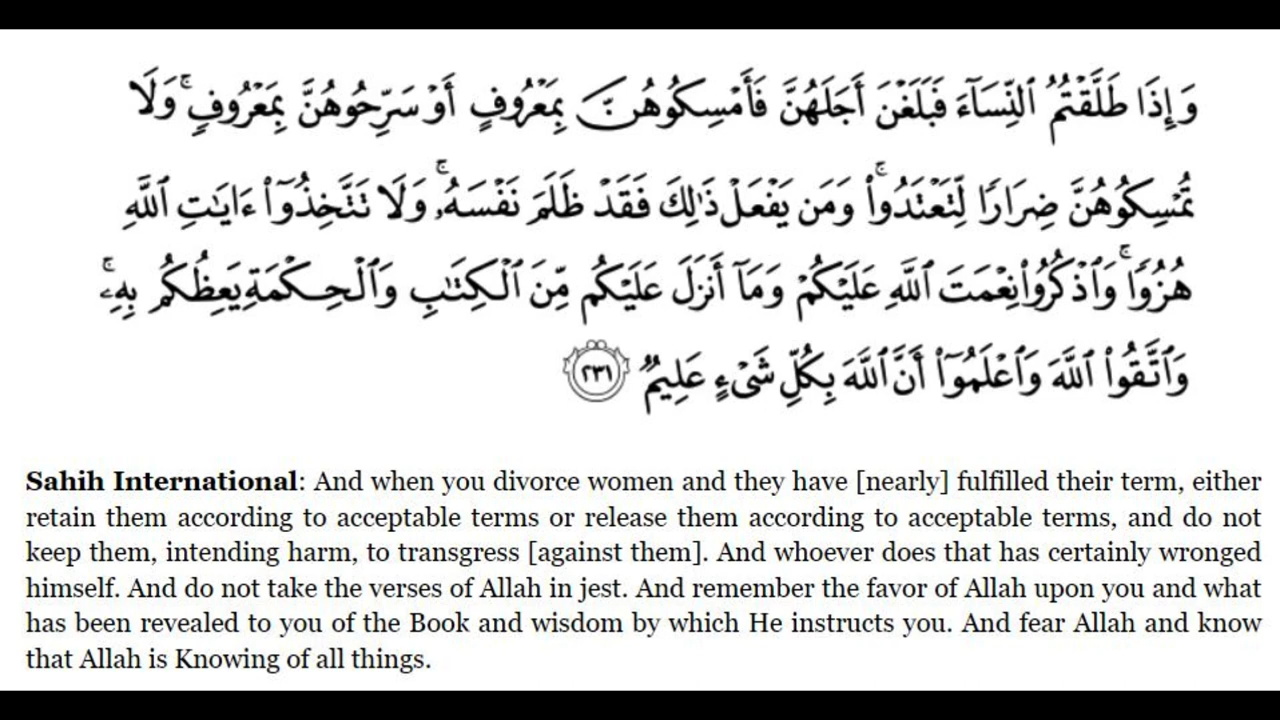 وَإِذَا طَلَّقْتُمُ ٱلنِّسَآءَ فَبَلَغْنَ أَجَلَهُنَّ فَأَمْسِكُوهُنَّ بِمَعْرُوفٍ أَوْ سَرِّحُوهُنَّ بِمَعْرُوفٍ ۚ وَلَا
تُمْسِكُوهُنَّ ضِرَارًا لِّتَعْتَدُوا۟ ۚ وَمَن يَفْعَلْ ذَٰلِكَ فَقَدْ ظَلَمَ نَفْسَهُۥ ۚ وَلَا تَتَّخِذُوٓا۟ ءَايَـٰتِ ٱللَّهِ
هُزُوًا ۚ وَٱذْكُرُوا۟ نِعْمَتَ ٱللَّهِ عَلَيْكُمْ وَمَآ أَنزَلَ عَلَيْكُم مِّنَ ٱلْكِتَـٰبِ وَٱلْحِكْمَةِ يَعِظُكُم بِهِۦ ۚ
وَٱتَّقُوا۟ ٱللَّهَ وَٱعْلَمُوٓا۟ أَنَّ ٱللَّهَ بِكُلِّ شَىْءٍ عَلِيمٌ ٢٣١
Sahih International: And when you divorce women and they have [nearly] fulfilled their term, either
retain them according to acceptable terms or release them according to acceptable terms, and do not
keep them, intending harm, to transgress [against them]. And whoever does that has certainly wronged
himself. And do not take the verses of Allah in jest. And remember the favor of Allah upon you and what
has been revealed to you of the Book and wisdom by which He instructs you. And fear Allah and know
that Allah is Knowing of all things.